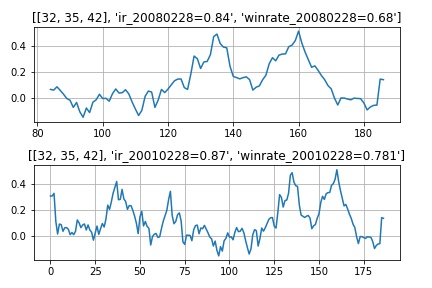 [[32, 35, 42], 'ir_20080228=0.84', 'winrate_20080228=0.68']
0.4
0.2
0.0
80 100 120 140 160 180
[[32, 35, 42], 'ir_20010228=0.87', 'winrate_20010228=0.781']
0.4
0.2
0.0
0 25 50 75 100 125 150 175